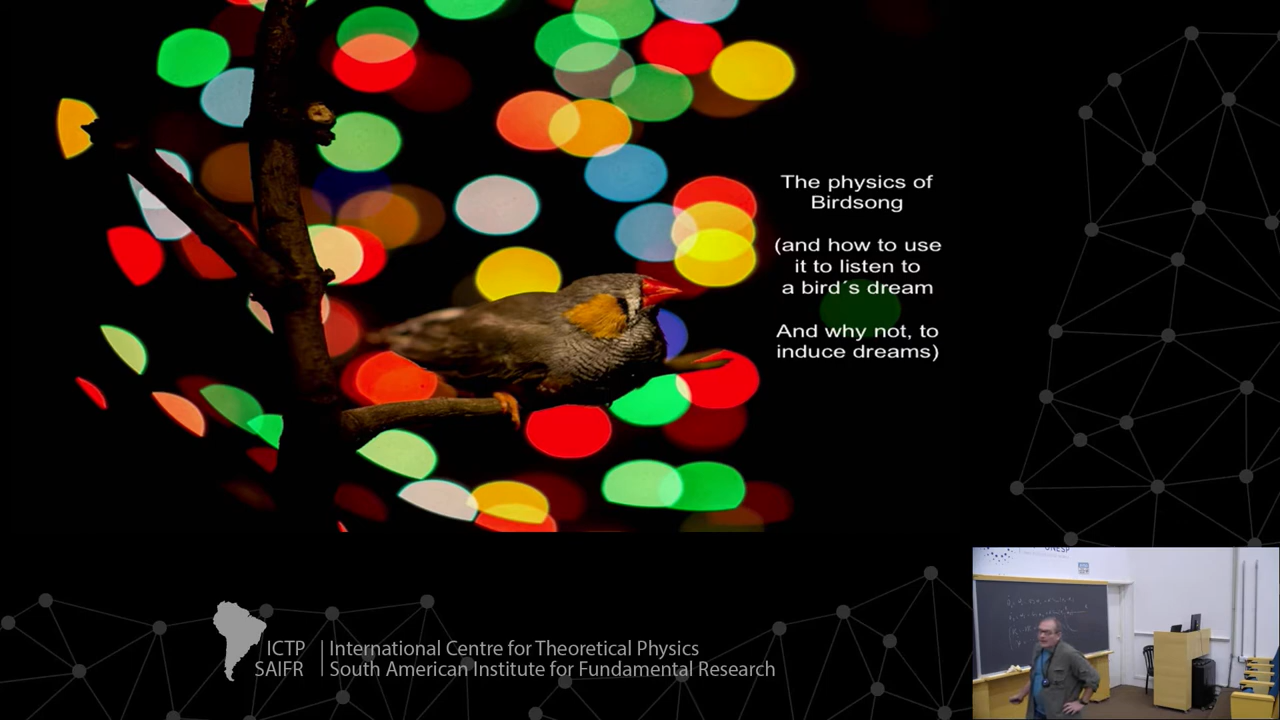 The physics of
Birdsong
(and how to use
it to listen to
a bird´s dream
And why not, to
induce dreams)
ICTP
SAIFR
International Centre for Theoretical Physics
South American Institute for Fundamental Research